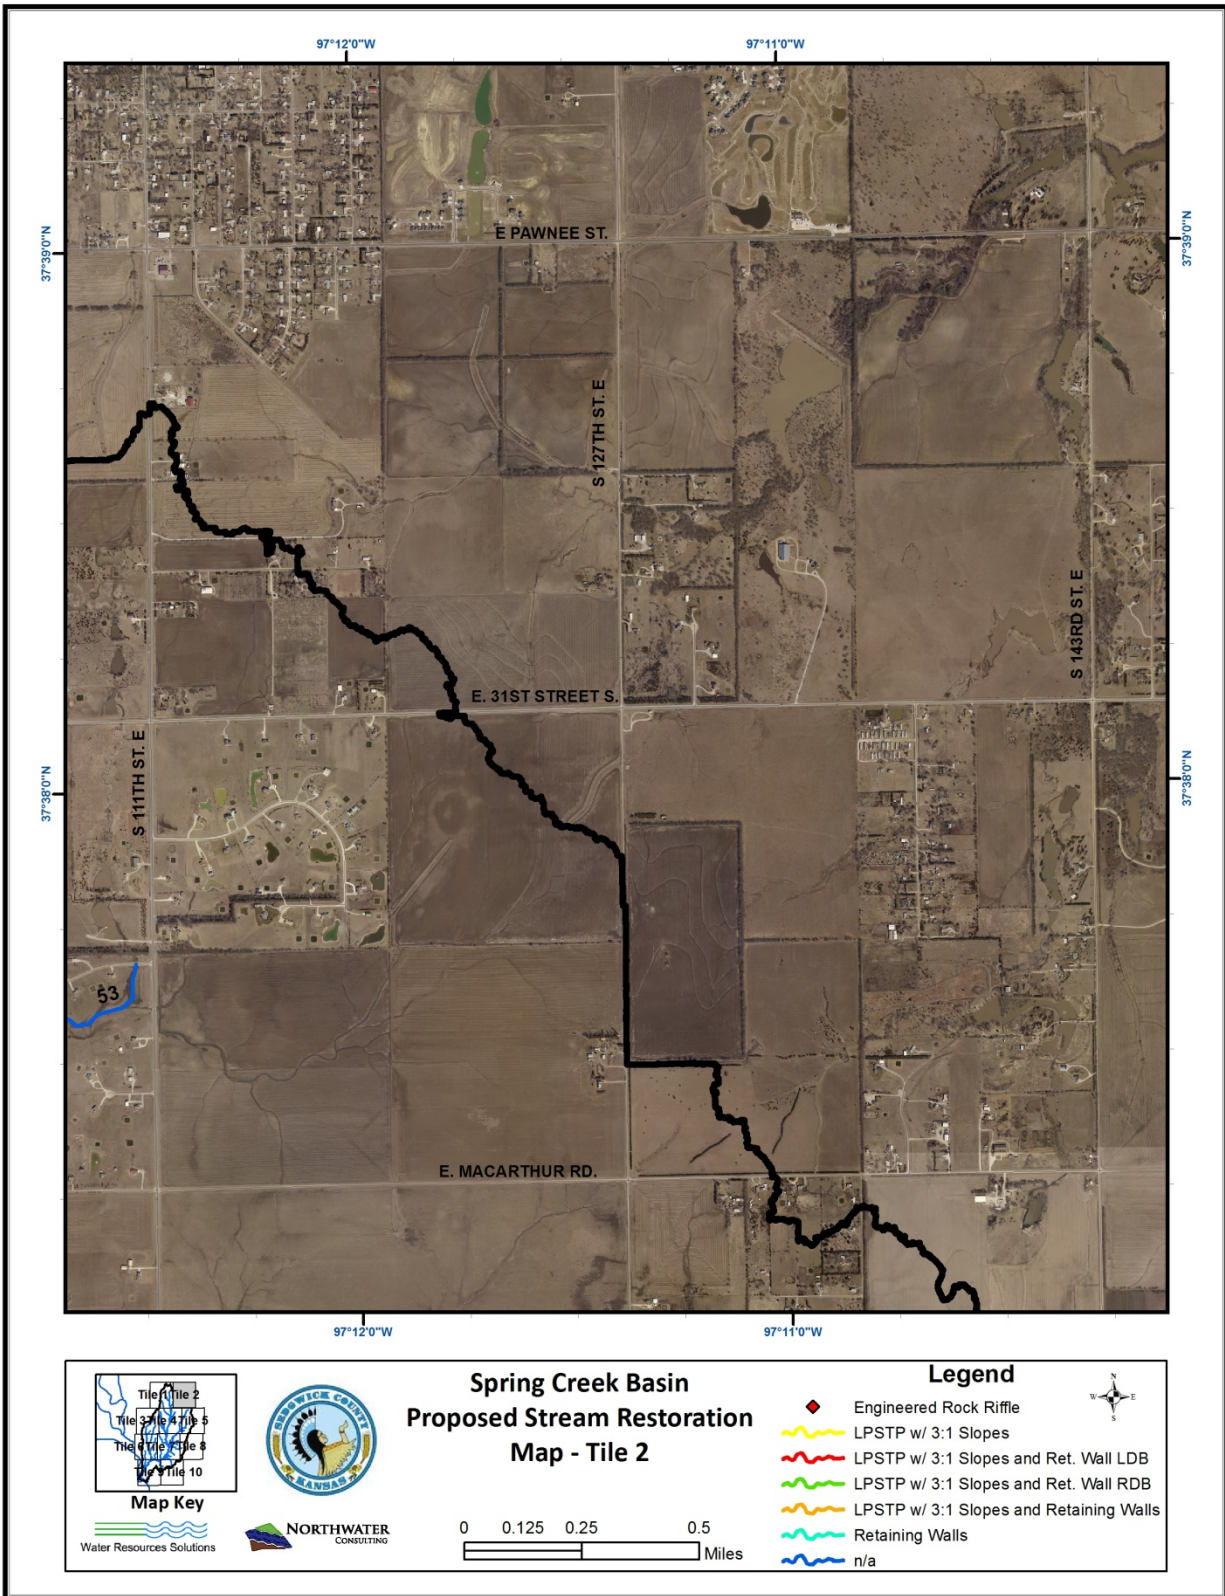 97°12'0"W
97°11'0"W
37°39'0"N
37°39'0"N
E PAWNEE ST.
S 127TH ST. E
S 143RD ST. E
E. 31ST STREET S.
S 111TH ST. E
37°38'0"N
37°38'0"N
53
E. MACARTHUR RD.
97°12'0"W
97°11'0"W
Tile 1 Tile 2
Tile 3 Tile 4 Tile 5
Tile 6 Tile 7 Tile 8
Tile 9 Tile 10
Map Key
Water Resources Solutions
SEDGWICK COUNTY
KANSAS
NORTHWATER
CONSULTING
Spring Creek Basin
Proposed Stream Restoration
Map - Tile 2
0 0.125 0.25 0.5
Miles
Legend
Engineered Rock Riffle
LPSTP w/ 3:1 Slopes
LPSTP w/ 3:1 Slopes and Ret. Wall LDB
LPSTP w/ 3:1 Slopes and Ret. Wall RDB
LPSTP w/ 3:1 Slopes and Retaining Walls
Retaining Walls
n/a
N
W E
S